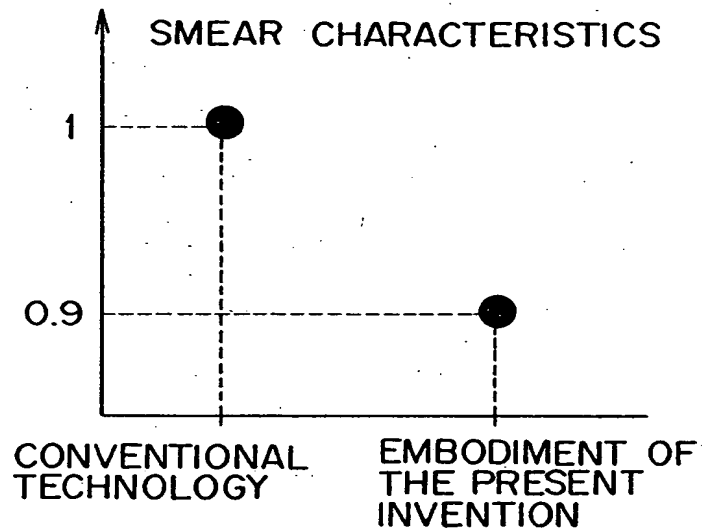 SMEAR CHARACTERISTICS
1
0.9
CONVENTIONAL
TECHNOLOGY
EMBODIMENT OF
THE PRESENT
INVENTION